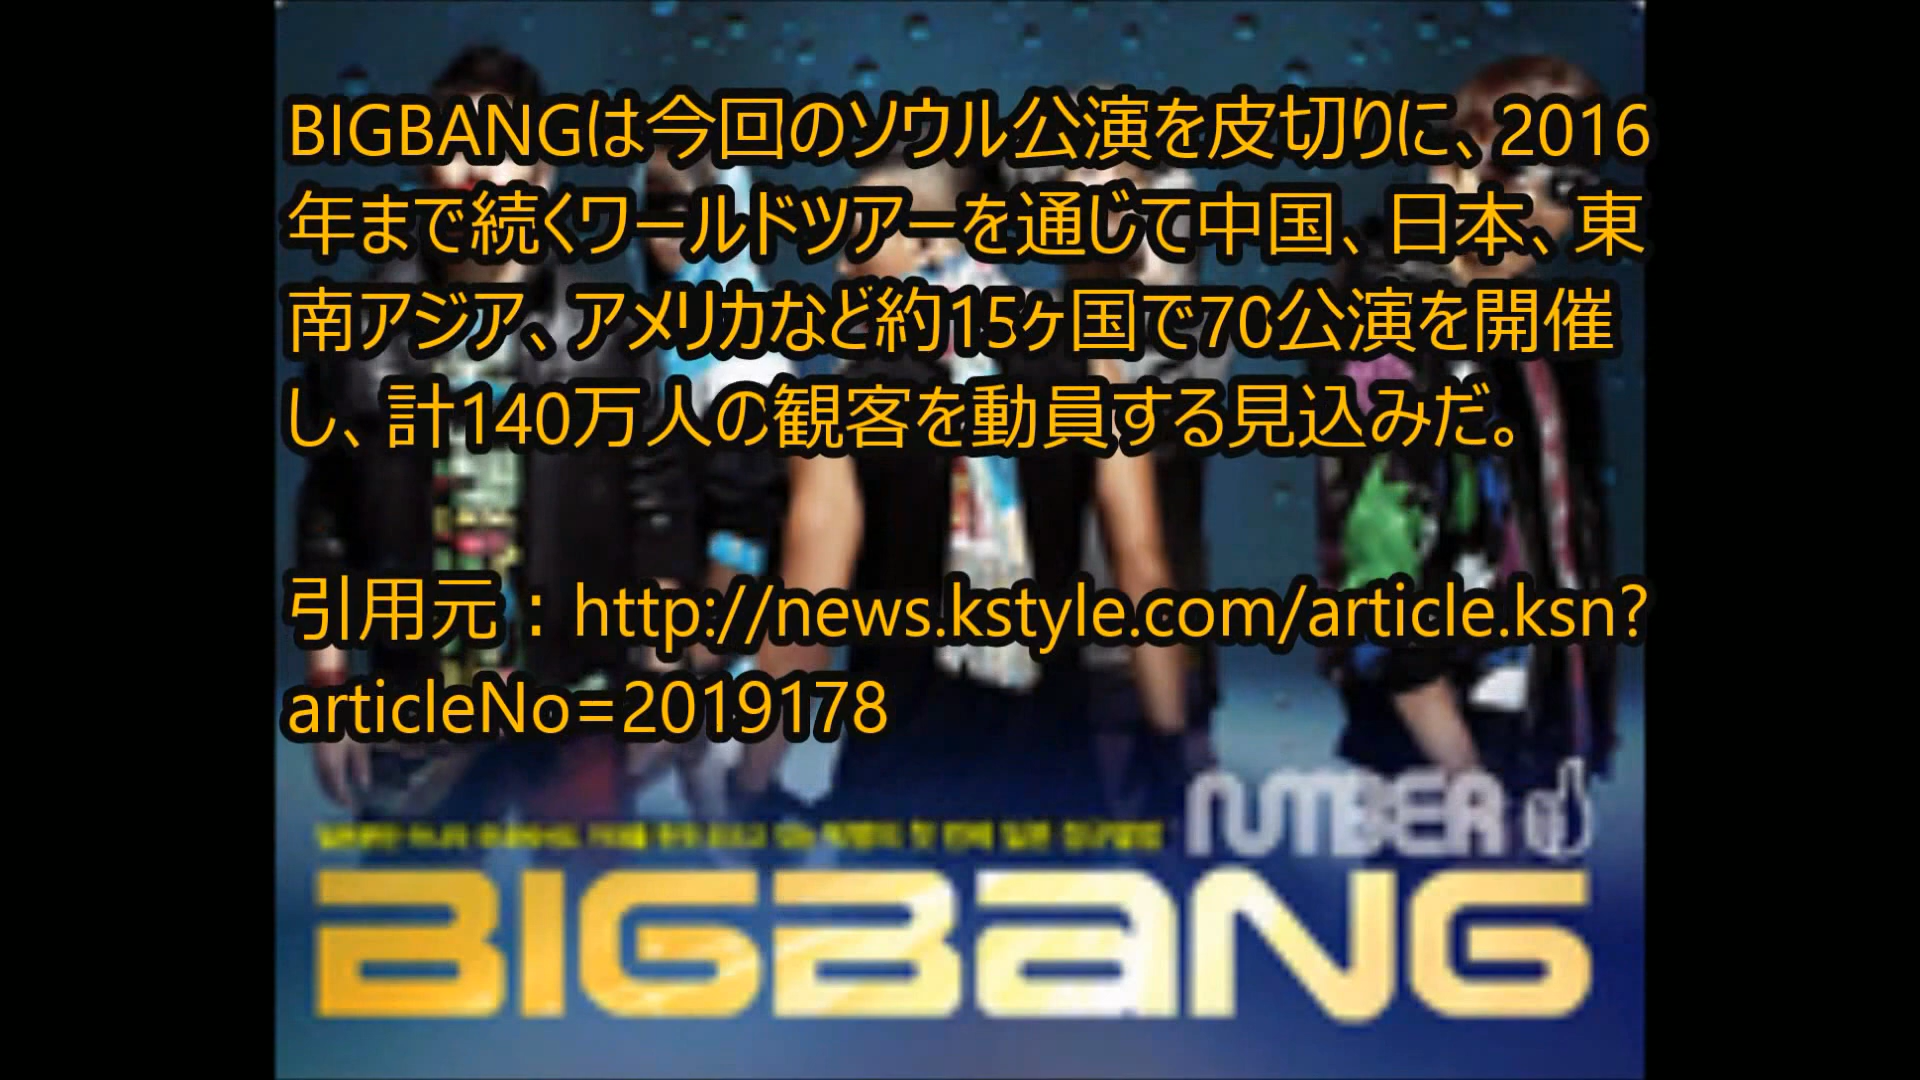 BIGBANGは今回のソウル公演を皮切りに、2016
年まで続くワールドツアーを通じて中国、日本、東
南アジア、アメリカなど約15ヶ国で70公演を開催
し、計140万人の観客を動員する見込みだ。
引用元：http://news.kstyle.com/article.ksn?
articleNo=2019178
NUMBER
BIGBANG